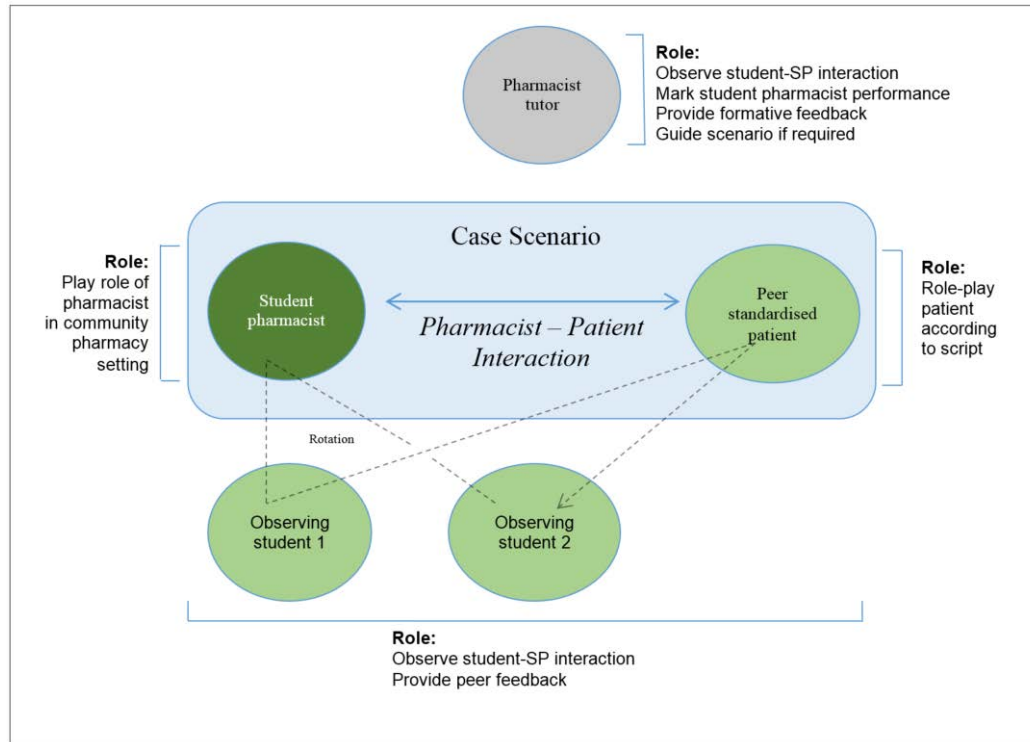 Pharmacist
tutor
Role:
Observe student-SP interaction
Mark student pharmacist performance
Provide formative feedback
Guide scenario if required
Case Scenario
Role:
Play role of
pharmacist
in community
pharmacy
setting
Student
pharmacist
Pharmacist – Patient
Interaction
Peer
standardised
patient
Role:
Role-play
patient
according
to script
Rotation
Observing
student 1
Observing
student 2
Role:
Observe student-SP interaction
Provide peer feedback